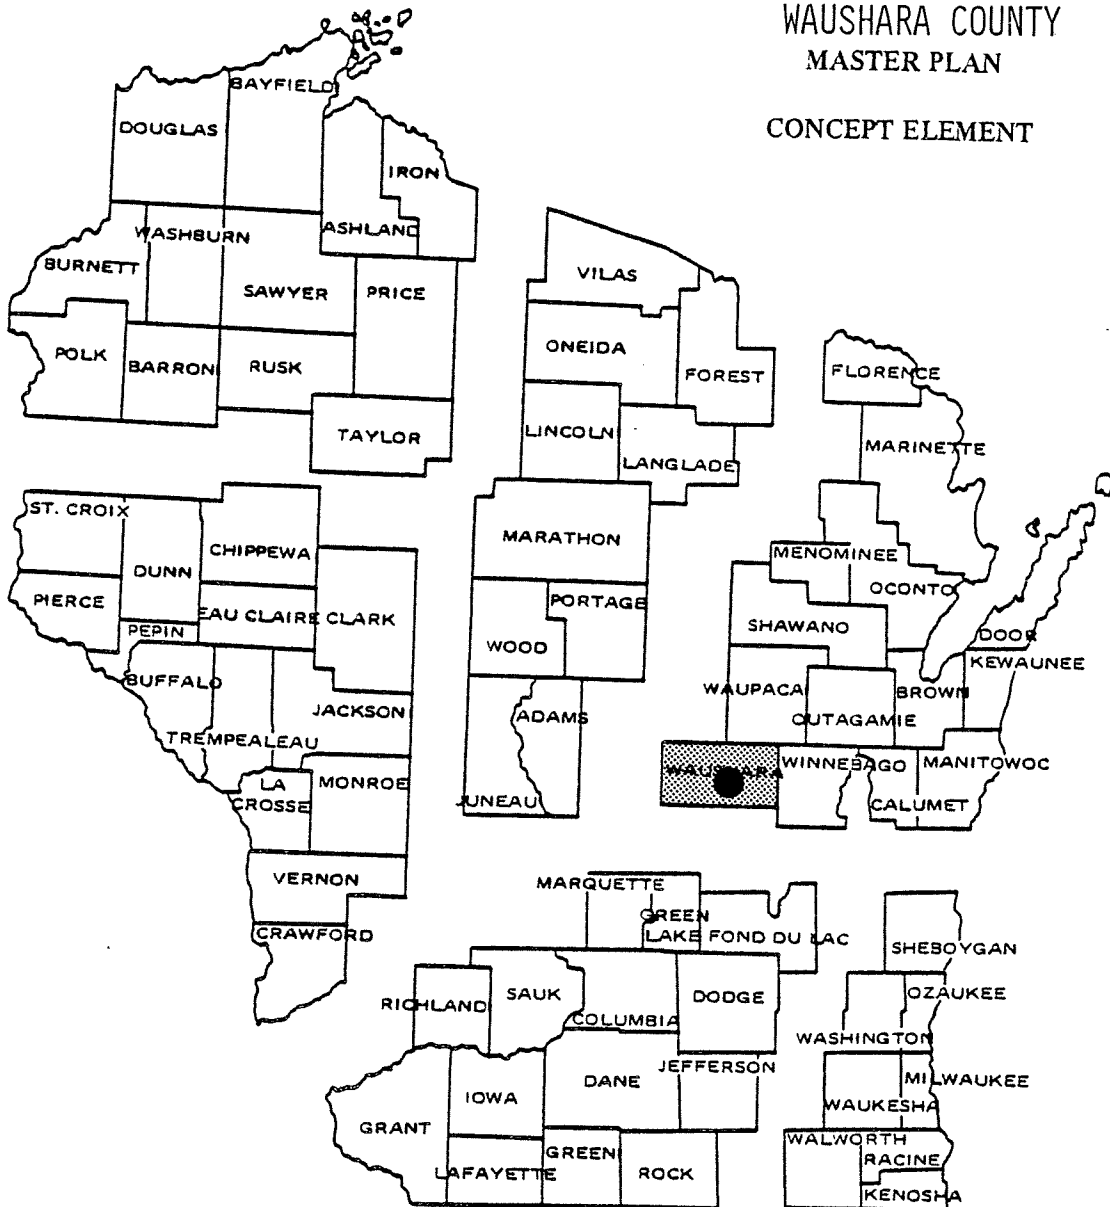 WAUSHARA COUNTY
MASTER PLAN
CONCEPT ELEMENT
BAYFIELD
DOUGLAS
IRON
ASHLAND
WASHBURN
BURNETT
SAWYER
PRICE
VILAS
POLK
BARRON
RUSK
ONEIDA
FOREST
FLORENCE
TAYLOR
LINCOLN
LANGLADE
MARINETTE
ST. CROIX
CHIPPEWA
MARATHON
MENOMINEE
DUNN
OCONTO
PIERCE
EAU CLAIRE
CLARK
PORTAGE
PEPIN
WOOD
SHAWANO
DOOR
KEWAUNEE
BUFFALO
JACKSON
ADAMS
WAUPACA
BROWN
OUTAGAMIE
TREMPEALEAU
WAUSHARA
WINNEBAGO
MANITOWOC
LA
CROSSE
MONROE
JUNEAU
CALUMET
VERNON
MARQUETTE
GREEN
LAKE
FOND DU LAC
CRAWFORD
SHEBOYGAN
RICHLAND
SAUK
DODGE
OZAUKEE
COLUMBIA
WASHINGTON
JEFFERSON
DANE
MILWAUKEE
IOWA
WAUKESHA
GRANT
WALWORTH
GREEN
RACINE
LAFAYETTE
ROCK
KENOSHA